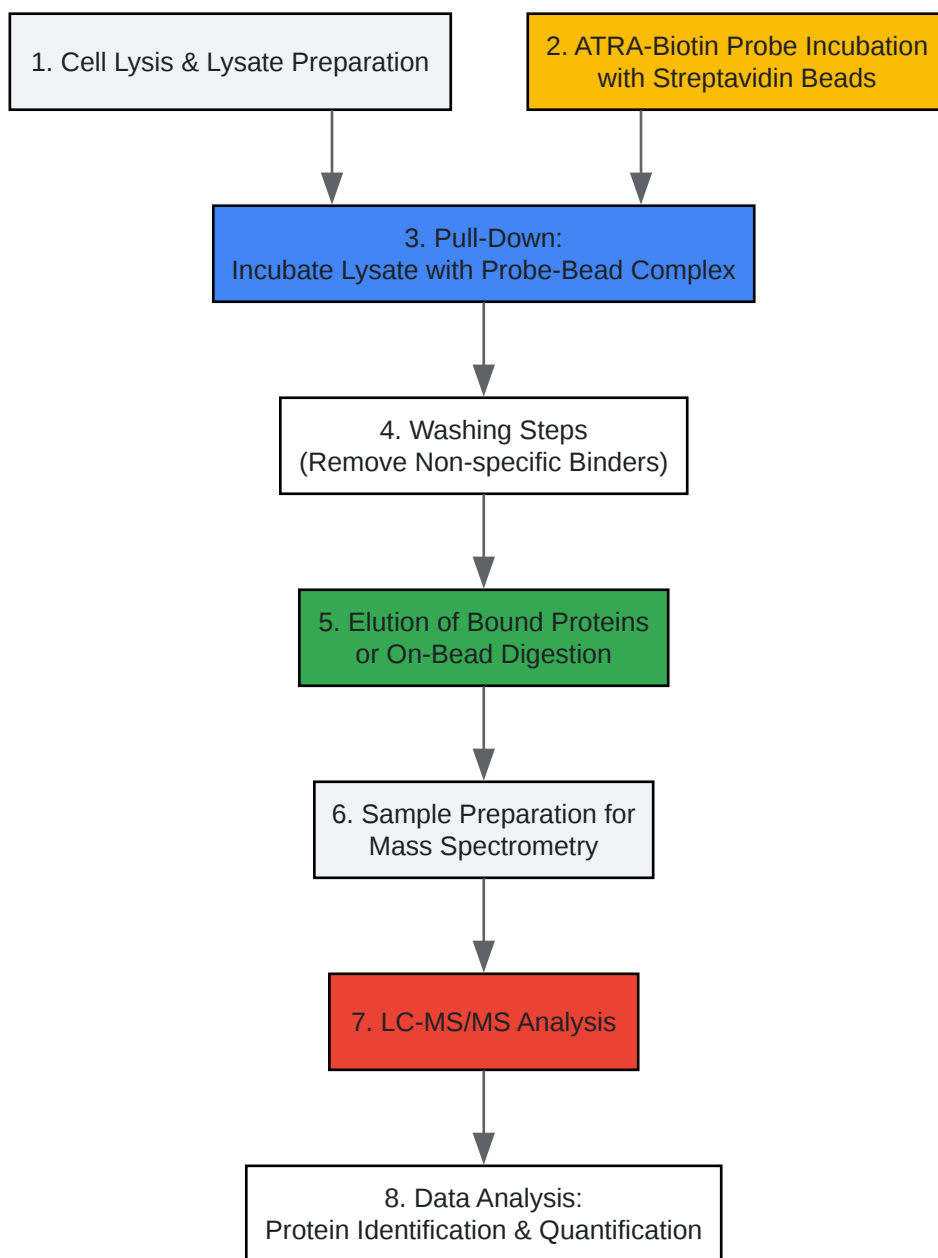 1. Cell Lysis & Lysate Preparation
2. ATRA-Biotin Probe Incubation
with Streptavidin Beads
3. Pull-Down:
Incubate Lysate with Probe-Bead Complex
4. Washing Steps
(Remove Non-specific Binders)
5. Elution of Bound Proteins
or On-Bead Digestion
6. Sample Preparation for
Mass Spectrometry
7. LC-MS/MS Analysis
8. Data Analysis:
Protein Identification & Quantification